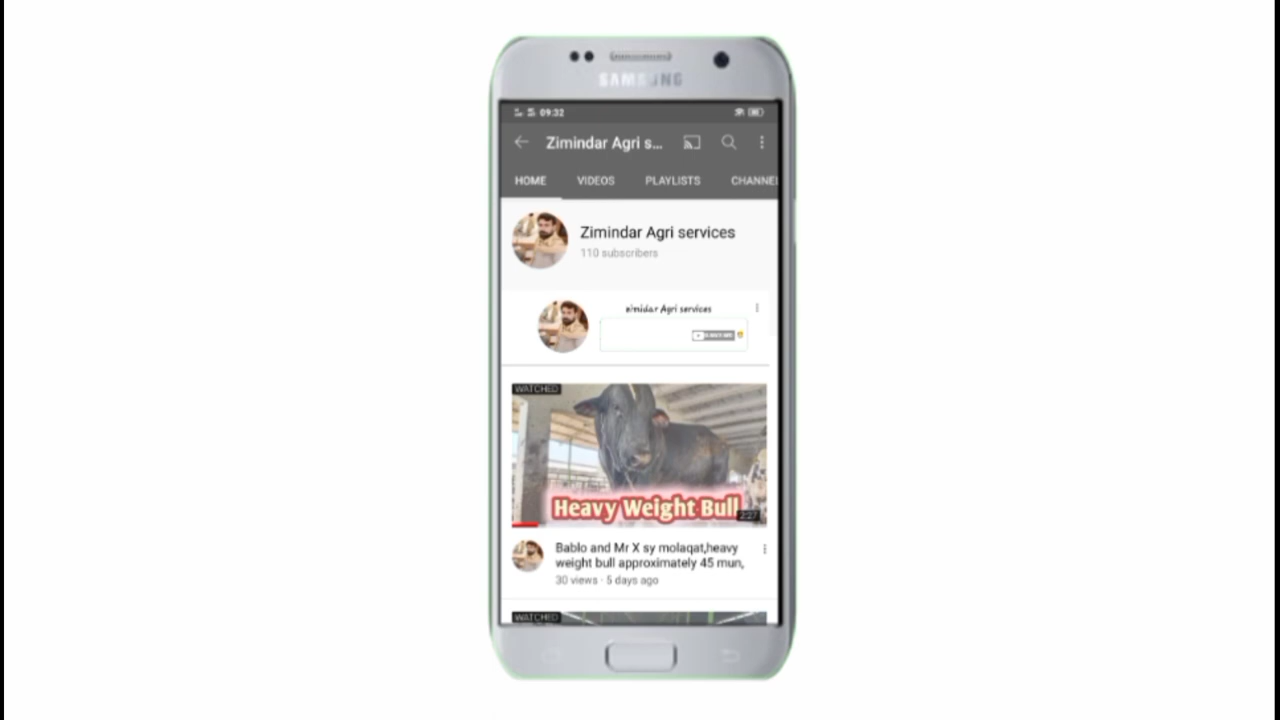 SAMSUNG
09:32
Zimindar Agri s...
HOME VIDEOS PLAYLISTS CHANNEL
Zimindar Agri services
110 subscribers
zimidar Agri services
WATCHED
Heavy Weight Bull
2:27
Bablo and Mr X sy molaqat,heavy
weight bull approximately 45 mun,
30 views · 5 days ago
WATCHED